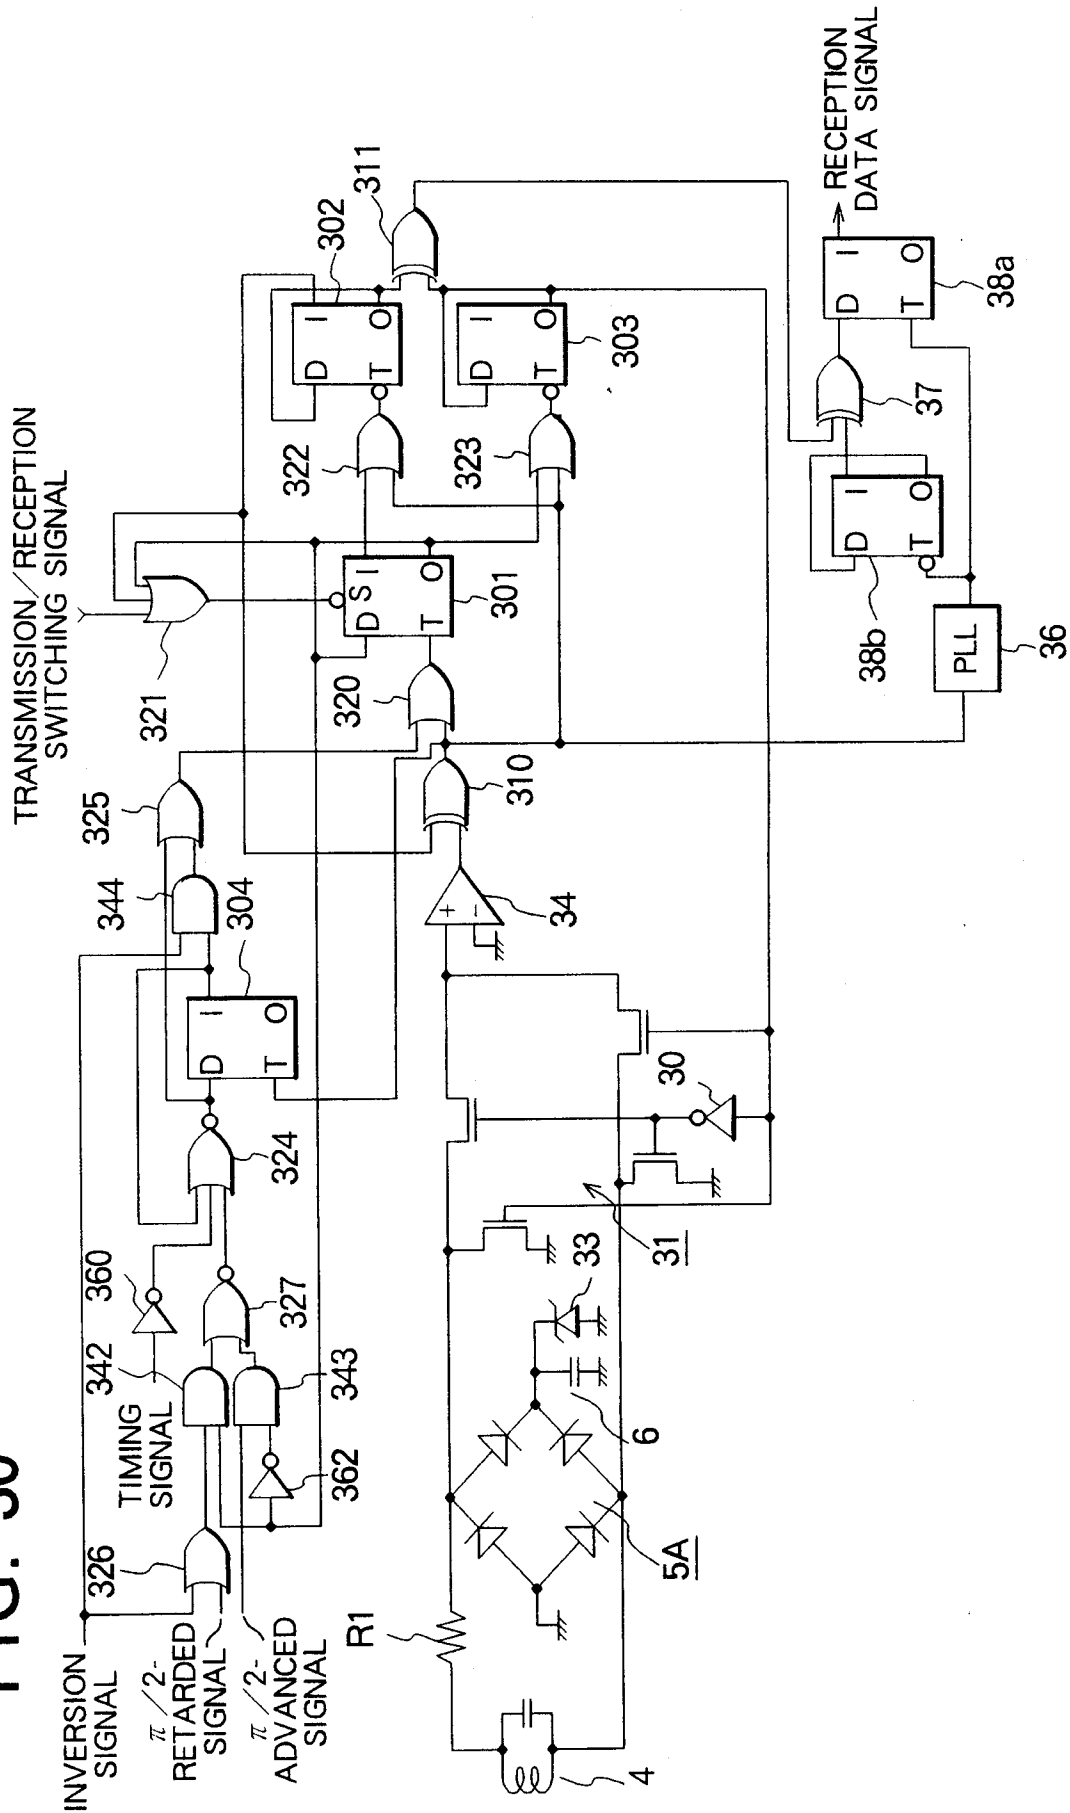 FIG.
INVERSION
SIGNAL
π/2-
RETARDED
SIGNAL
π/2-
ADVANCED
SIGNAL
TIMING
SIGNAL
TRANSMISSION/RECEPTION
SWITCHING SIGNAL
326
342
360
344
325
321
362
343
327
324
304
D
I
T
O
320
S
D
I
T
O
301
322
D
I
T
O
302
311
323
D
I
T
O
303
310
34
+
−
R1
4
5A
6
33
31
30
PLL
36
D
I
T
O
38b
37
D
I
T
O
38a
RECEPTION
DATA SIGNAL